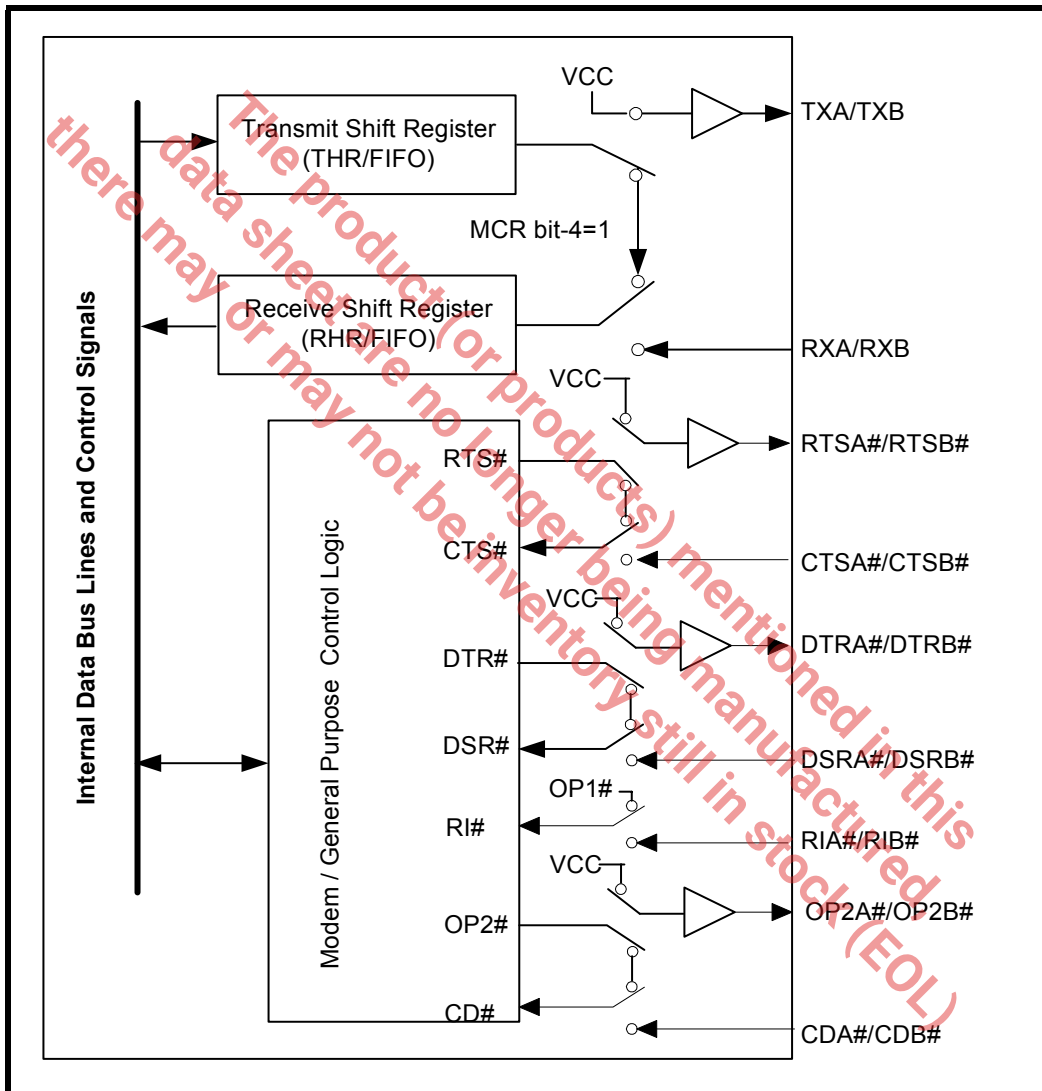 VCC
TXA/TXB
Transmit Shift Register
(THR/FIFO)
MCR bit-4=1
Receive Shift Register
(RHR/FIFO)
RXA/RXB
VCC
RTSA#/RTSB#
RTS#
CTS#
CTSA#/CTSB#
VCC
DTRA#/DTRB#
DTR#
DSR#
DSRA#/DSRB#
OP1#
RI#
RIA#/RIB#
VCC
OP2A#/OP2B#
OP2#
CD#
CDA#/CDB#
Internal Data Bus Lines and Control Signals
Modem / General Purpose Control Logic
The product (or products) mentioned in this
data sheet are no longer being manufactured,
there may or may not be inventory still in stock (EOL)